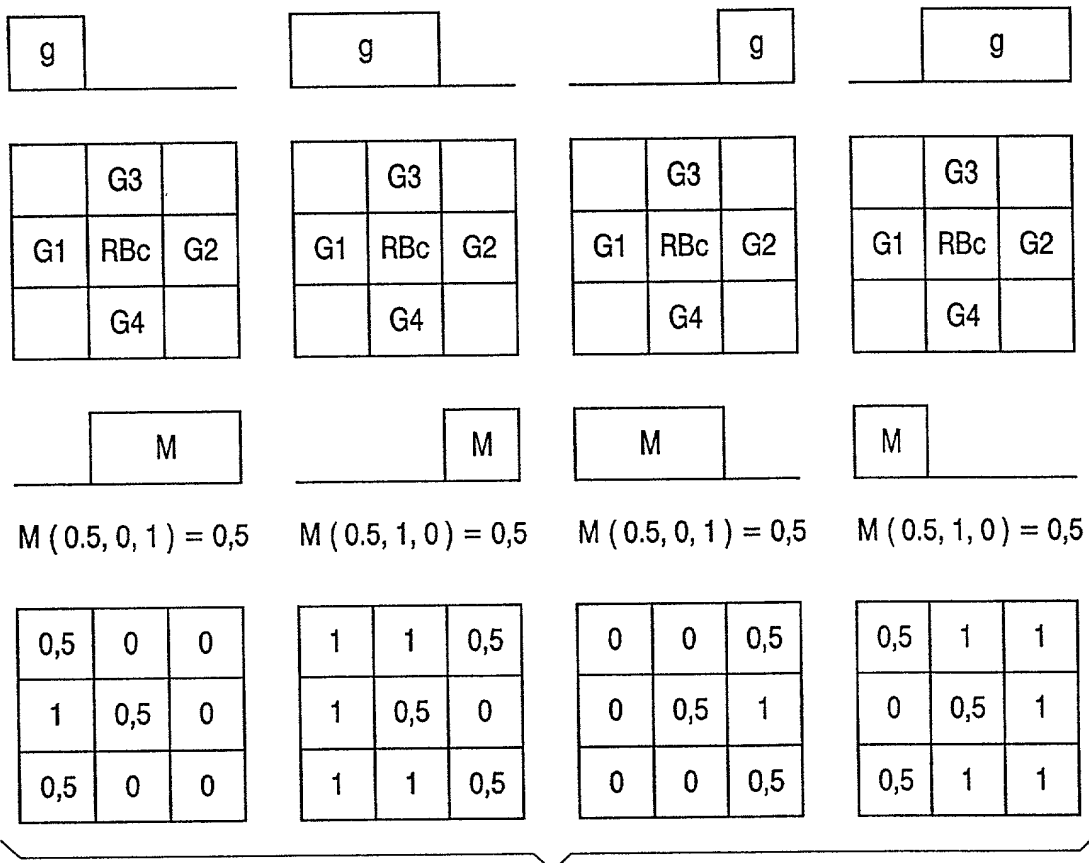 g g g g
G3 G3 G3 G3
G1 RBc G2 G1 RBc G2 G1 RBc G2 G1 RBc G2
G4 G4 G4 G4
M M M M
M ( 0.5, 0, 1 ) = 0,5 M ( 0.5, 1, 0 ) = 0,5 M ( 0.5, 0, 1 ) = 0,5 M ( 0.5, 1, 0 ) = 0,5
0,5 0 0 1 1 0,5 0 0 0,5 0,5 1 1
1 0,5 0 1 0,5 0 0 0,5 1 0 0,5 1
0,5 0 0 1 1 0,5 0 0 0,5 0,5 1 1